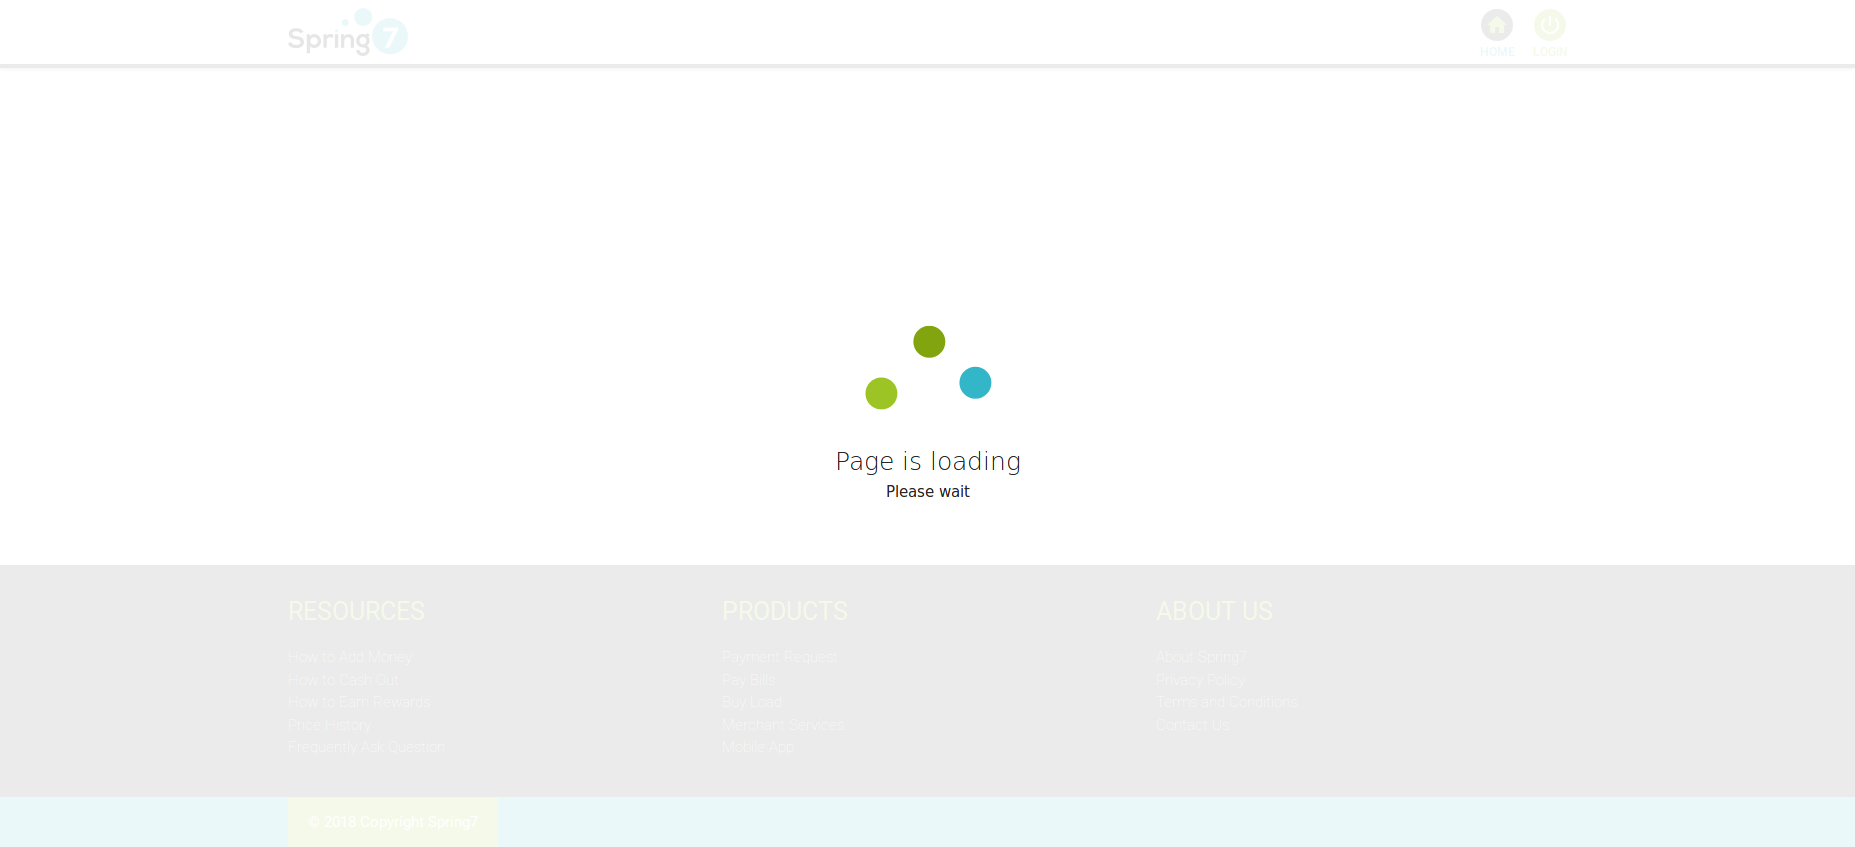 Spring7
HOME
LOGIN
Page is loading
Please wait
RESOURCES
How to Add Money
How to Cash Out
How to Earn Rewards
Price History
Frequently Ask Question
PRODUCTS
Payment Request
Pay Bills
Buy Load
Merchant Services
Mobile App
ABOUT US
About Spring7
Privacy Policy
Terms and Conditions
Contact Us
© 2018 Copyright Spring7